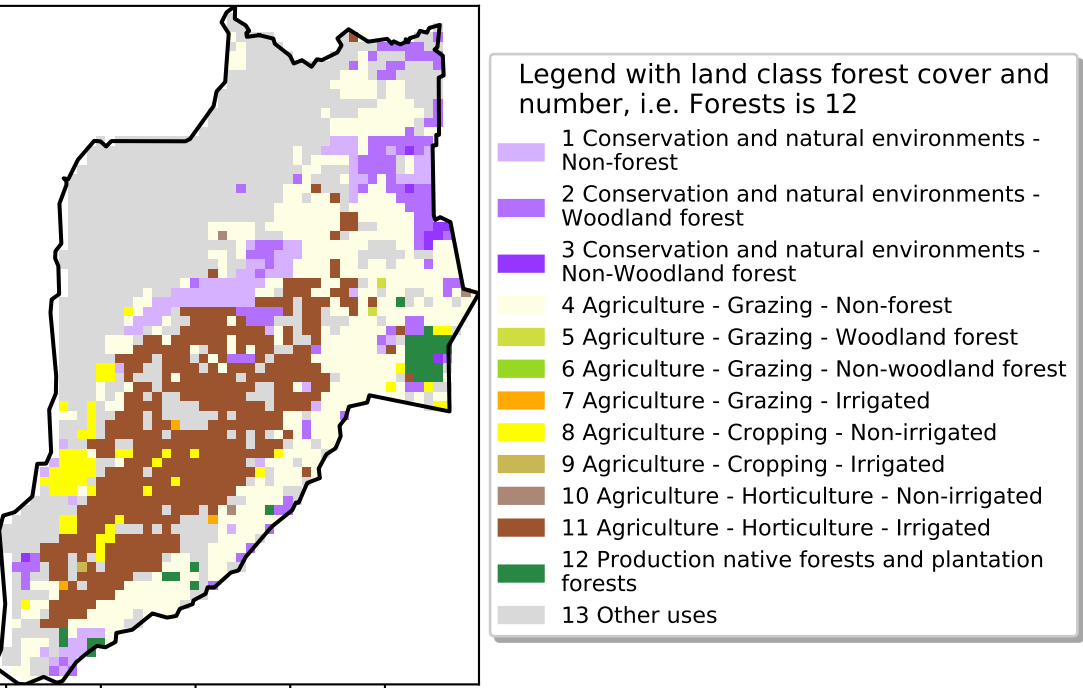 Legend with land class forest cover and
number, i.e. Forests is 12
1 Conservation and natural environments -
Non-forest
2 Conservation and natural environments -
Woodland forest
3 Conservation and natural environments -
Non-Woodland forest
4 Agriculture - Grazing - Non-forest
5 Agriculture - Grazing - Woodland forest
6 Agriculture - Grazing - Non-woodland forest
7 Agriculture - Grazing - Irrigated
8 Agriculture - Cropping - Non-irrigated
9 Agriculture - Cropping - Irrigated
10 Agriculture - Horticulture - Non-irrigated
11 Agriculture - Horticulture - Irrigated
12 Production native forests and plantation
forests
13 Other uses